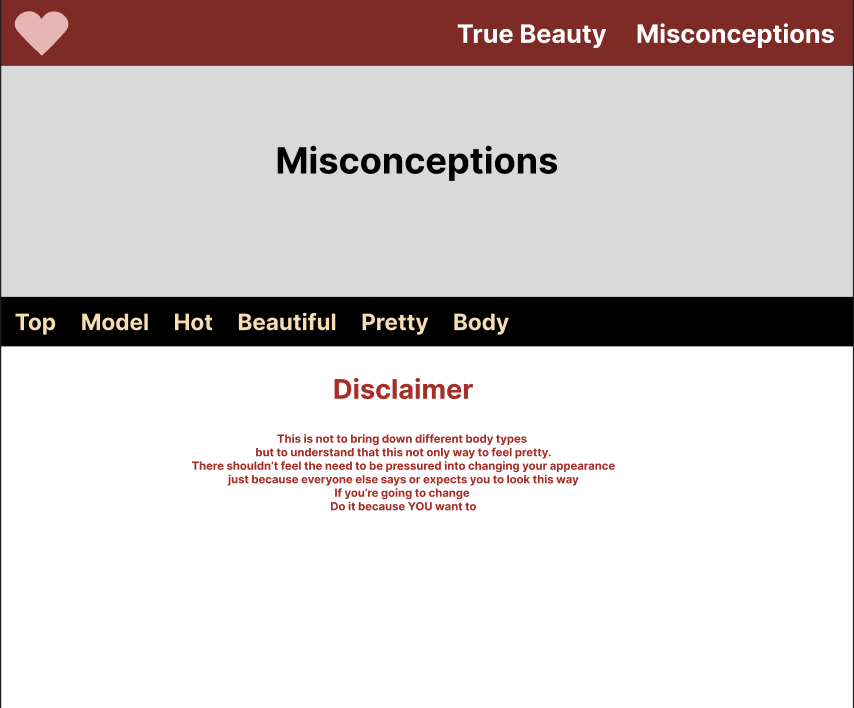 True Beauty Misconceptions
Misconceptions
Top Model Hot Beautiful Pretty Body
Disclaimer
This is not to bring down different body types
but to understand that this not only way to feel pretty.
There shouldn't feel the need to be pressured into changing your appearance
just because everyone else says or expects you to look this way
If you're going to change
Do it because YOU want to